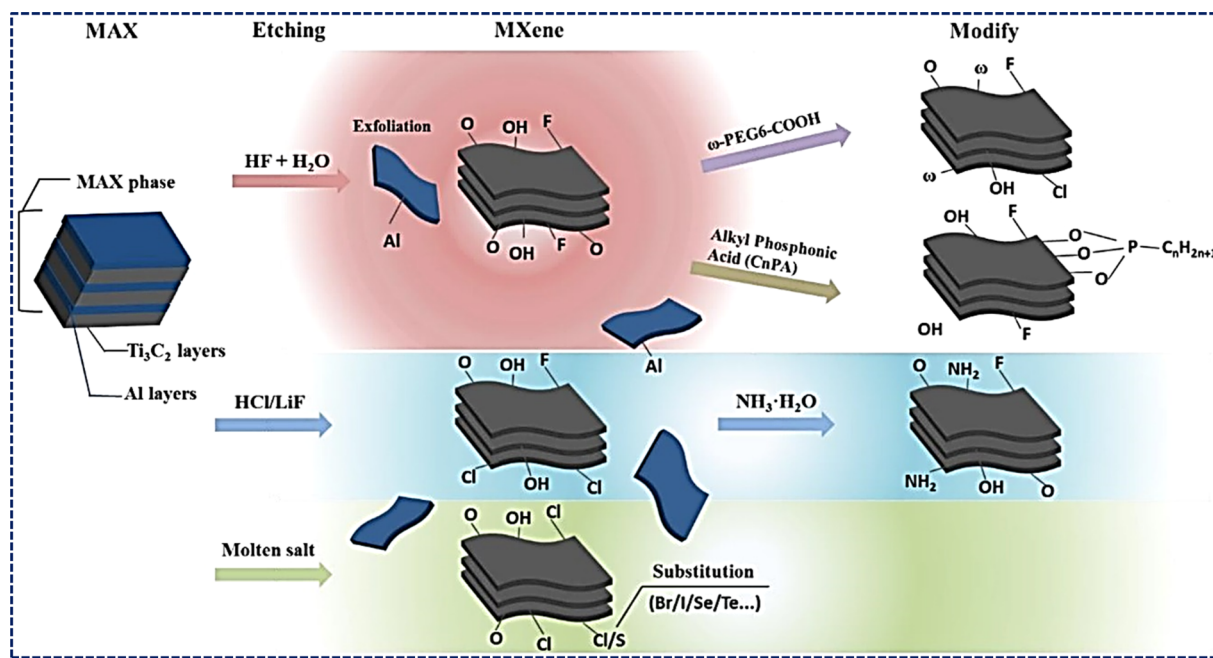 MAX
Etching
MXene
Modify
MAX phase
Ti₃C₂ layers
Al layers
HF + H₂O
Exfoliation
Al
O
OH
F
O
OH
F
O
ω-PEG6-COOH
O
ω
F
ω
OH
Cl
Alkyl Phosphonic
Acid (CnPA)
OH
F
O
O
O
P
OH
F
Al
HCl/LiF
O
OH
F
Cl
OH
Cl
NH₃·H₂O
O
NH₂
F
NH₂
OH
O
Molten salt
O
OH
Cl
O
Cl
Cl/S
Substitution
(Br/I/Se/Te...)